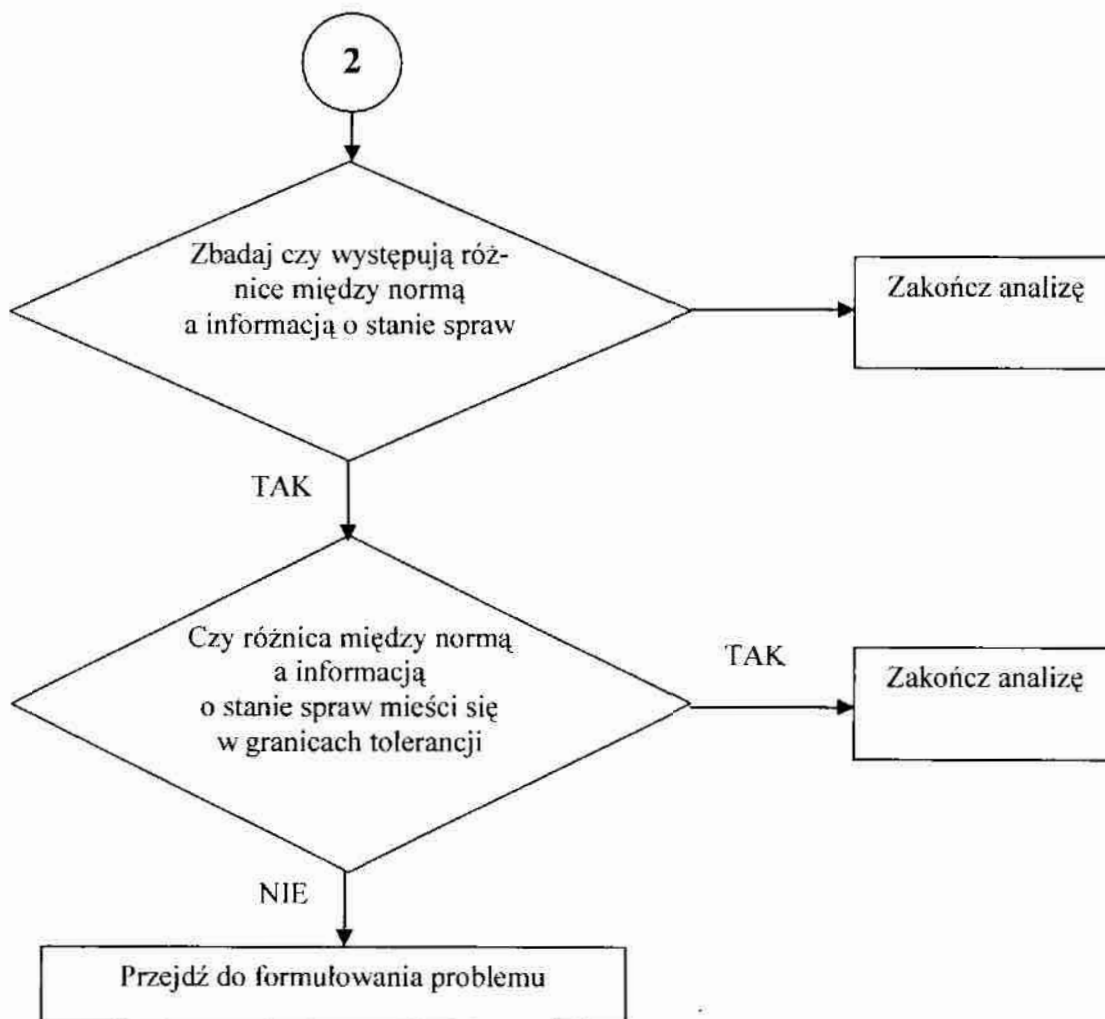 2
Zbadaj czy występują róż-
nice między normą
a informacją o stanie spraw
Zakończ analizę
TAK
Czy różnica między normą
a informacją
o stanie spraw mieści się
w granicach tolerancji
TAK
Zakończ analizę
NIE
Przejdź do formułowania problemu